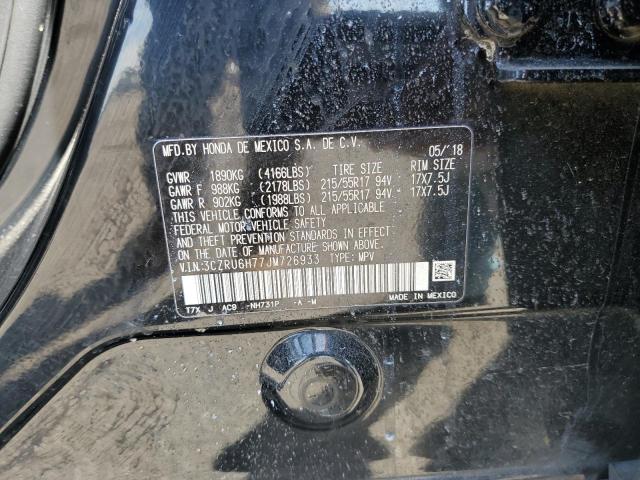 MFD.BY HONDA DE MEXICO S.A. DE C.V. 05/'18
GVWR 1890KG (4166LBS) TIRE SIZE RIM SIZE
GAWR F 988KG (2178LBS) 215/55R17 94V - 17X7.5J
GAWR R 902KG (1988LBS) 215/55R17 94V - 17X7.5J
THIS VEHICLE CONFORMS TO ALL APPLICABLE
FEDERAL MOTOR VEHICLE SAFETY
AND THEFT PREVENTION STANDARDS IN EFFECT
ON THE DATE OF MANUFACTURE SHOWN ABOVE.
V.I.N:3CZRU6H77JM726933 TYPE: MPV
T7X J AC9 -NH731P -A -M
MADE IN MEXICO